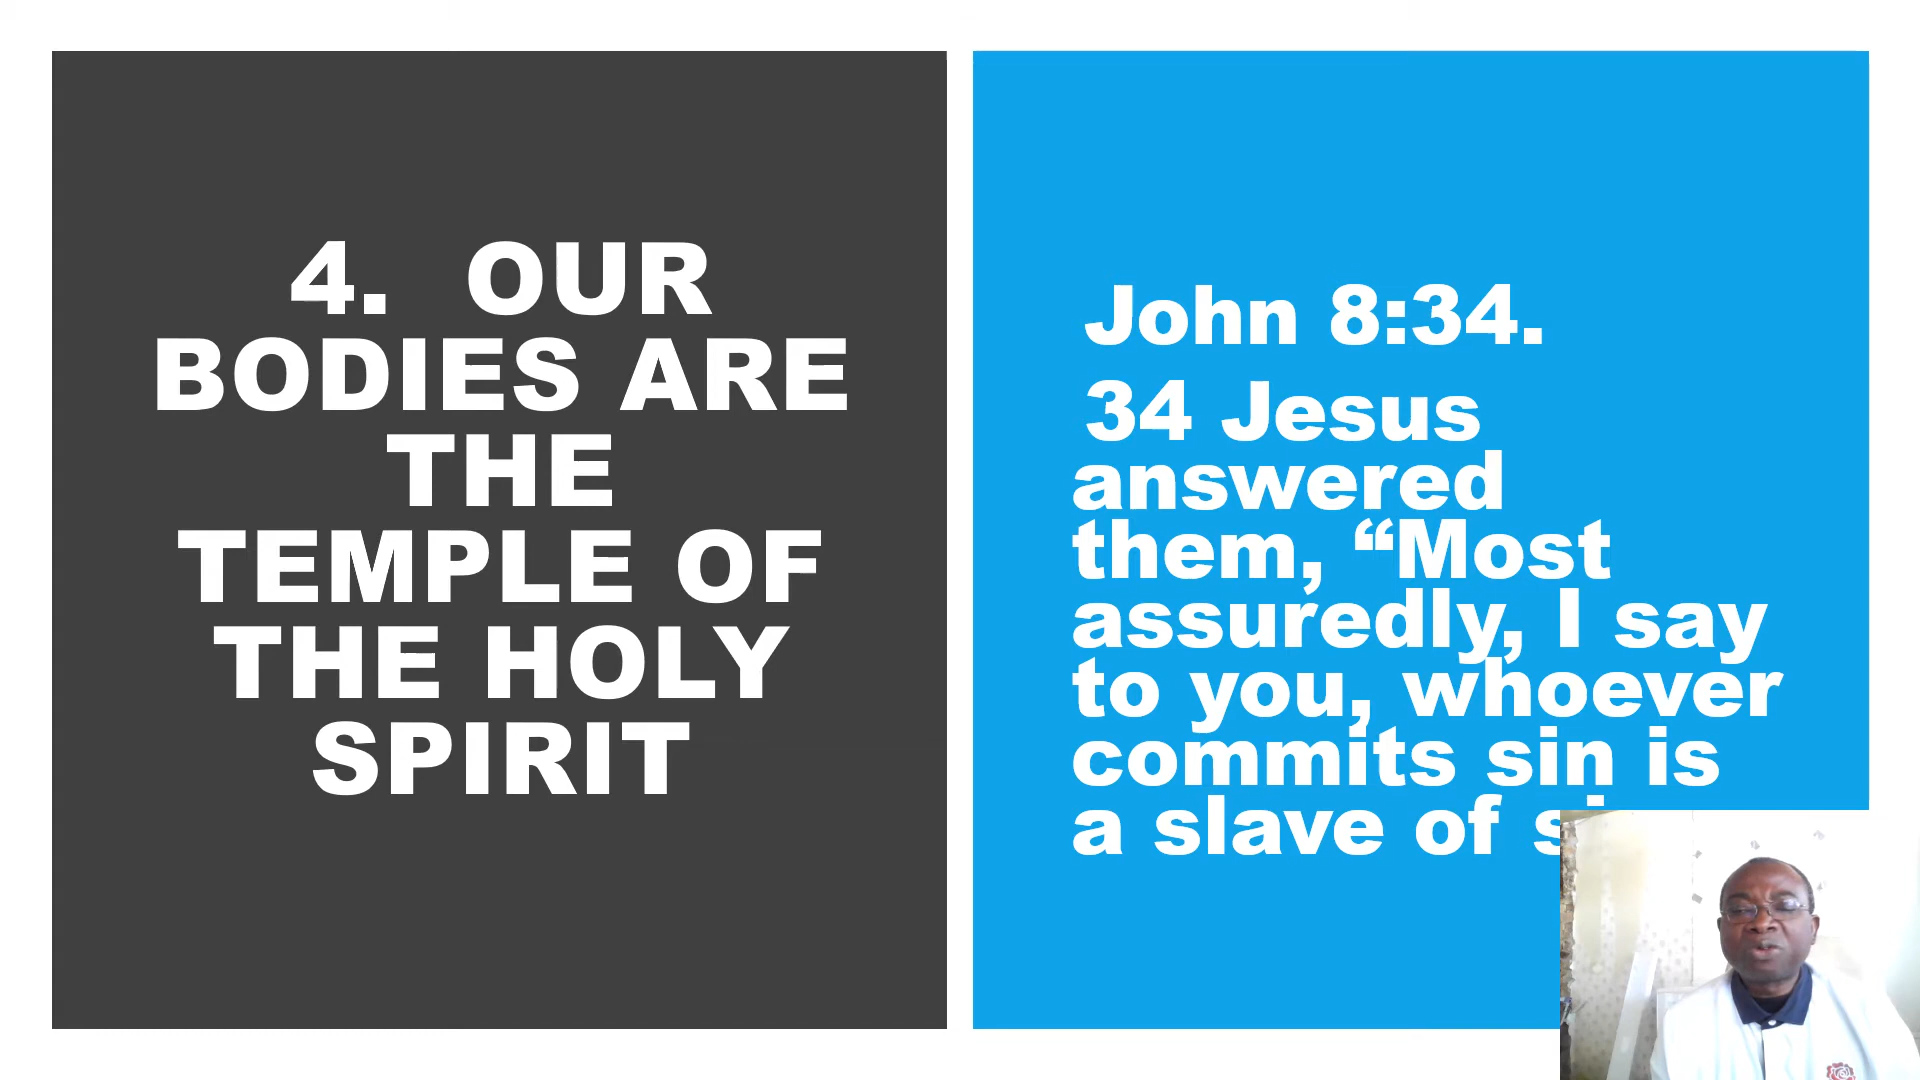 4. OUR
BODIES ARE
THE
TEMPLE OF
THE HOLY
SPIRIT
John 8:34.
34 Jesus
answered
them, “Most
assuredly, I say
to you, whoever
commits sin is
a slave of